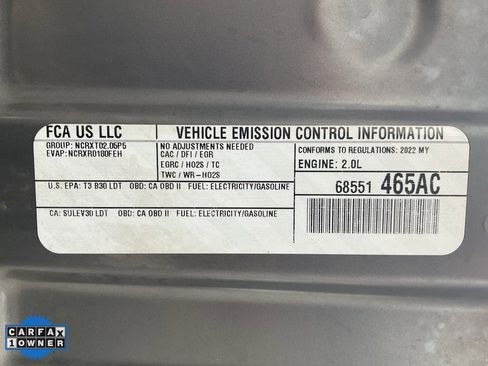 FCA US LLC
VEHICLE EMISSION CONTROL INFORMATION
GROUP: NCRXT02.05P5
EVAP: NCRXR0180FEH
NO ADJUSTMENTS NEEDED
CAC / DFI / EGR
EGRC / HO2S / TC
TWC / WR-HO2S
CONFORMS TO REGULATIONS: 2022 MY
ENGINE: 2.0L
U.S. EPA: T3 B30 LDT OBD: CA OBD II FUEL: ELECTRICITY/GASOLINE
68551 465AC
CA: SULEV30 LDT OBD: CA OBD II FUEL: ELECTRICITY/GASOLINE
CARFAX
1 OWNER